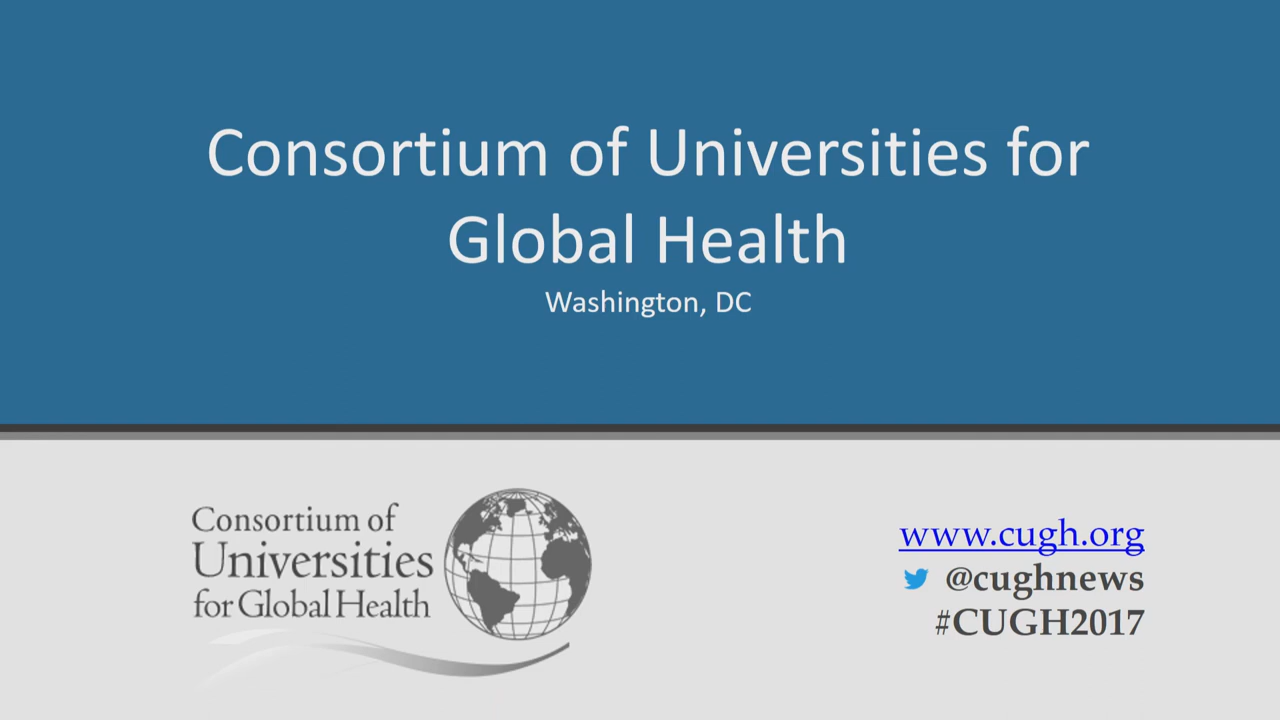 Consortium of Universities for
Global Health
Washington, DC
Consortium of
Universities
for Global Health
www.cugh.org
@cughnews
#CUGH2017